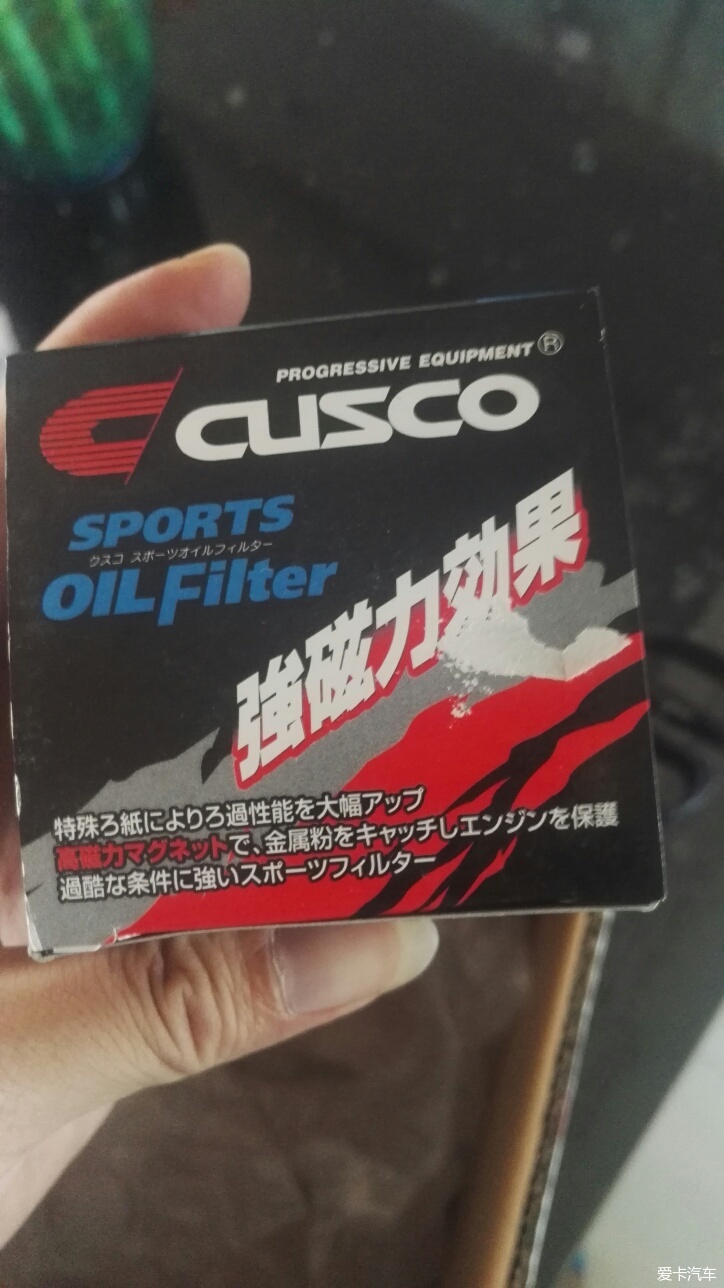 PROGRESSIVE EQUIPMENT®
CUSCO
SPORTS
クスコ スポーツオイルフィルター
OIL Filter
強磁力効果
特殊ろ紙によりろ過性能を大幅アップ
高磁力マグネットで、金属粉をキャッチしエンジンを保護
過酷な条件に強いスポーツフィルター
爱卡汽车